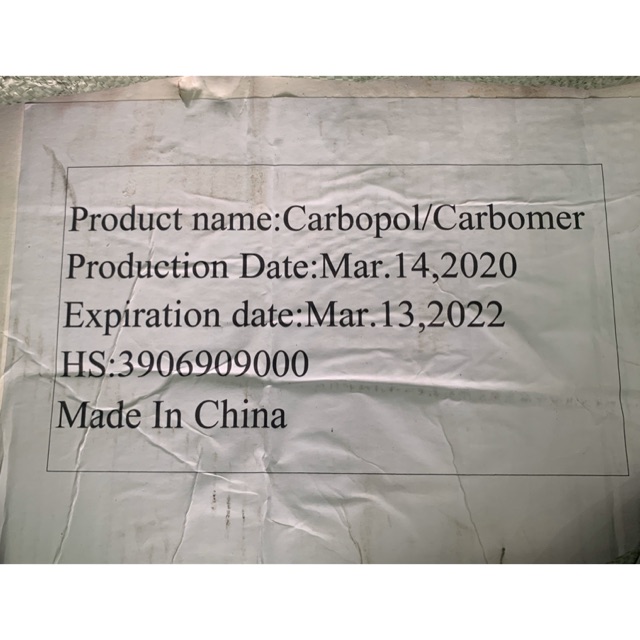 Product name:Carbopol/Carbomer
Production Date:Mar.14,2020
Expiration date:Mar.13,2022
HS:3906909000
Made In China